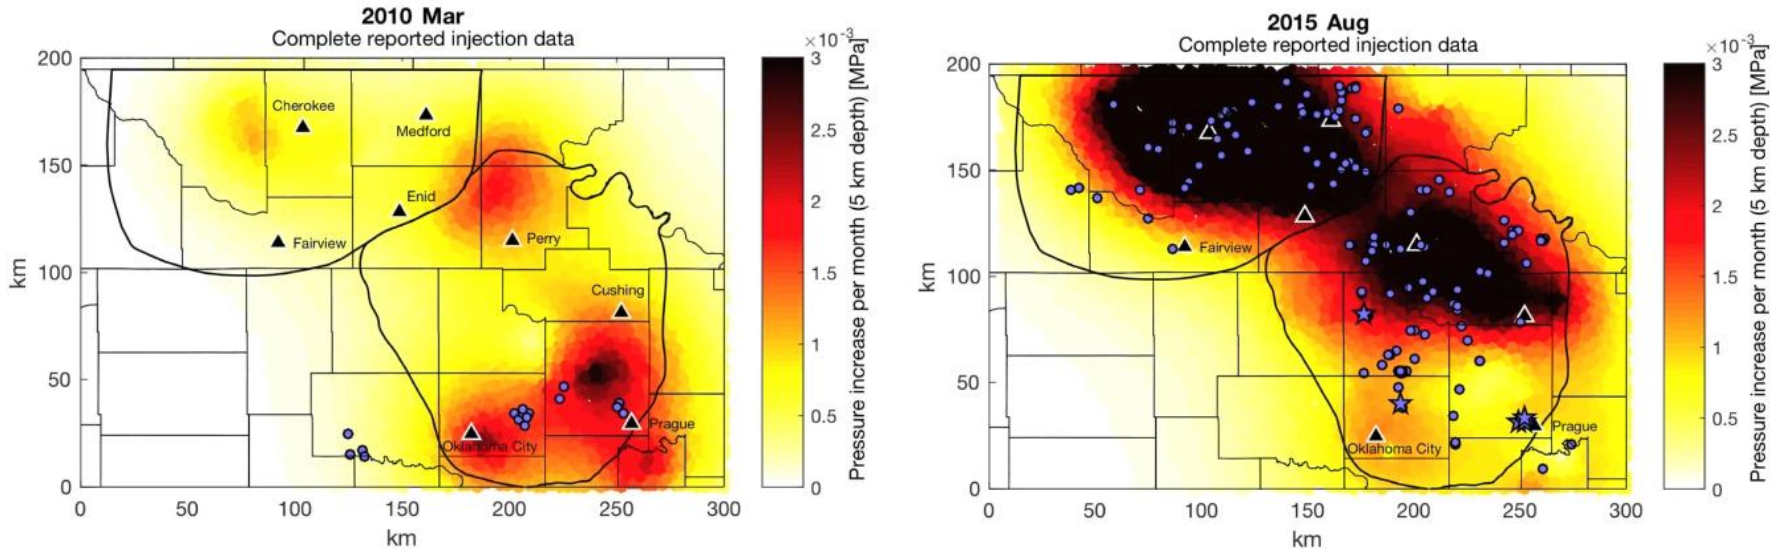 2010 Mar
Complete reported injection data
×10⁻³
200
150
100
50
0
km
0 50 100 150 200 250 300
km
Cherokee
Medford
Enid
Fairview
Perry
Cushing
Oklahoma City
Prague
3
2.5
2
1.5
1
0.5
0
Pressure increase per month (5 km depth) [MPa]
2015 Aug
Complete reported injection data
×10⁻³
200
150
100
50
0
km
0 50 100 150 200 250 300
km
Fairview
Oklahoma City
Prague
3
2.5
2
1.5
1
0.5
0
Pressure increase per month (5 km depth) [MPa]